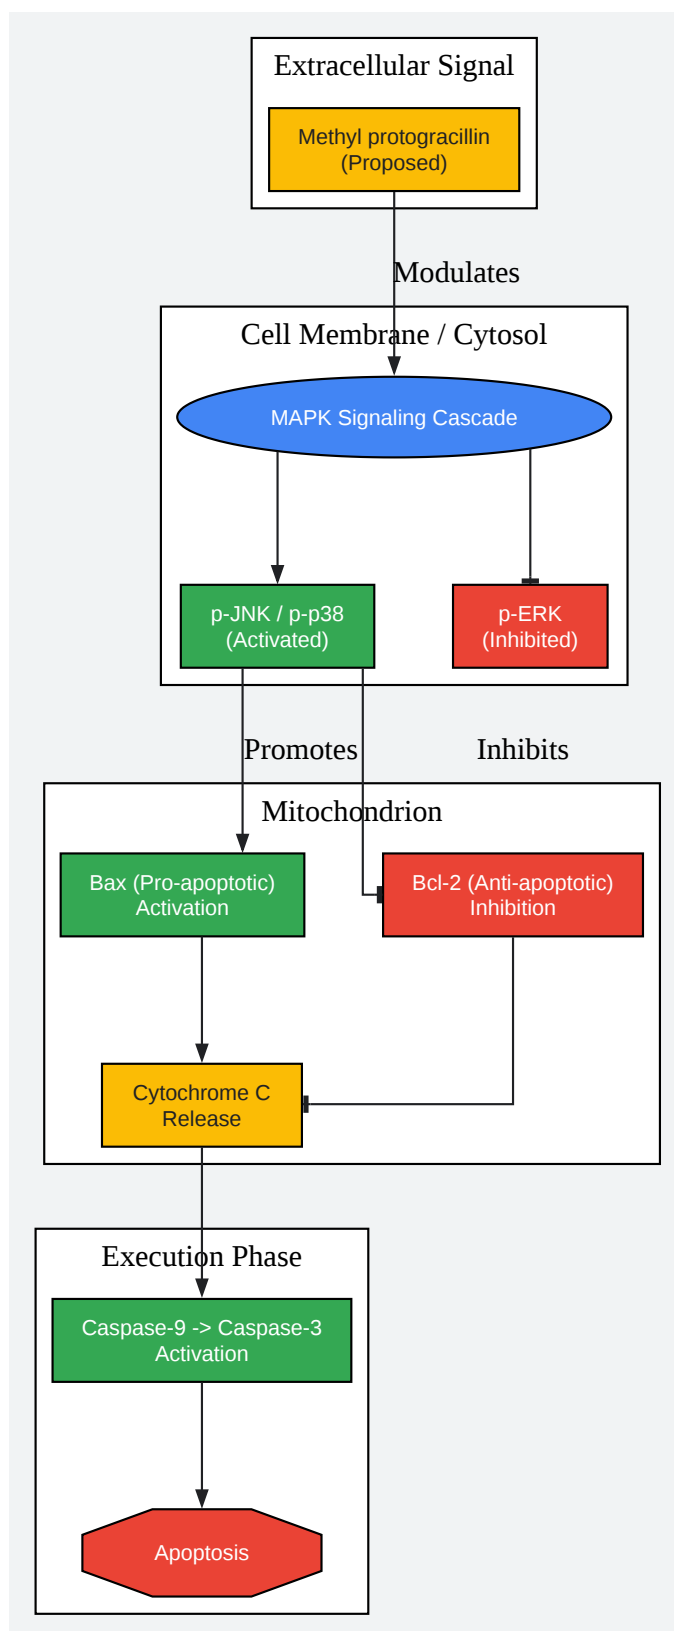 Extracellular Signal
Methyl protogracillin
(Proposed)
Modulates
Cell Membrane / Cytosol
MAPK Signaling Cascade
p-JNK / p-p38
(Activated)
p-ERK
(Inhibited)
Promotes
Inhibits
Mitochondrion
Bax (Pro-apoptotic)
Activation
Bcl-2 (Anti-apoptotic)
Inhibition
Cytochrome C
Release
Execution Phase
Caspase-9 -> Caspase-3
Activation
Apoptosis